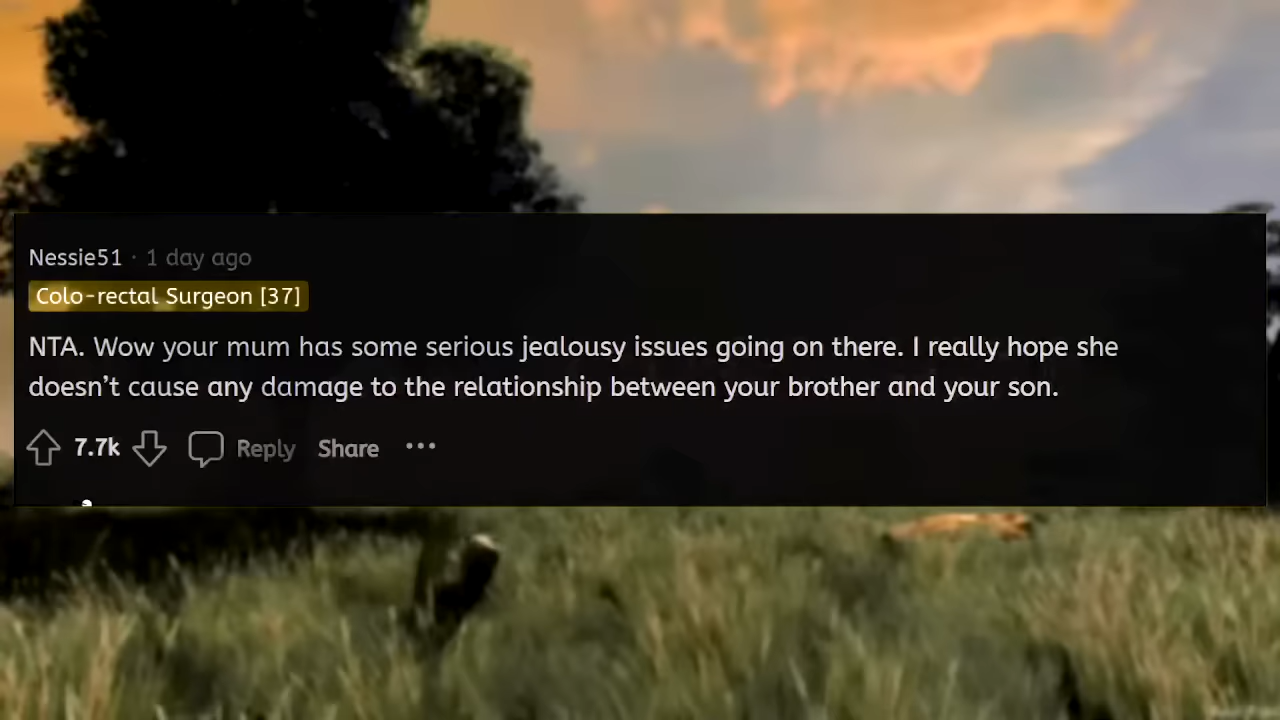 Nessie51 · 1 day ago
Colo-rectal Surgeon [37]
NTA. Wow your mum has some serious jealousy issues going on there. I really hope she
doesn’t cause any damage to the relationship between your brother and your son.
7.7k Reply Share ···